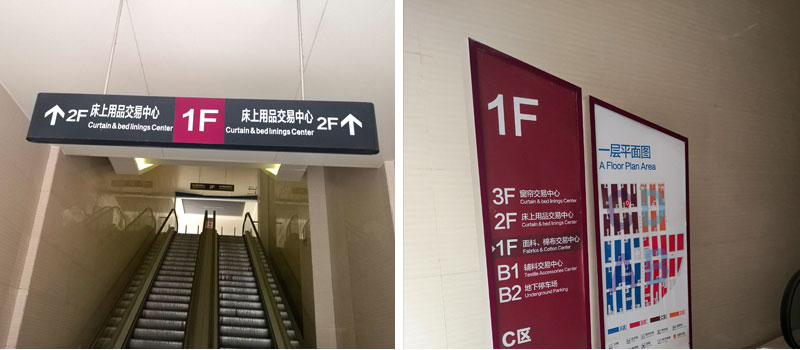 2F 床上用品交易中心
Curtain & bed linings Center
1F
床上用品交易中心 2F
Curtain & bed linings Center
1F
3F 窗帘交易中心
Curtain & bed linings Center
2F 床上用品交易中心
Curtain & bed linings Center
1F 面料、棉布交易中心
Fabrics & Cotton Center
B1 辅料交易中心
Textile Accessories Center
B2 地下停车场
Underground Parking
C区
一层平面图
A Floor Plan Area